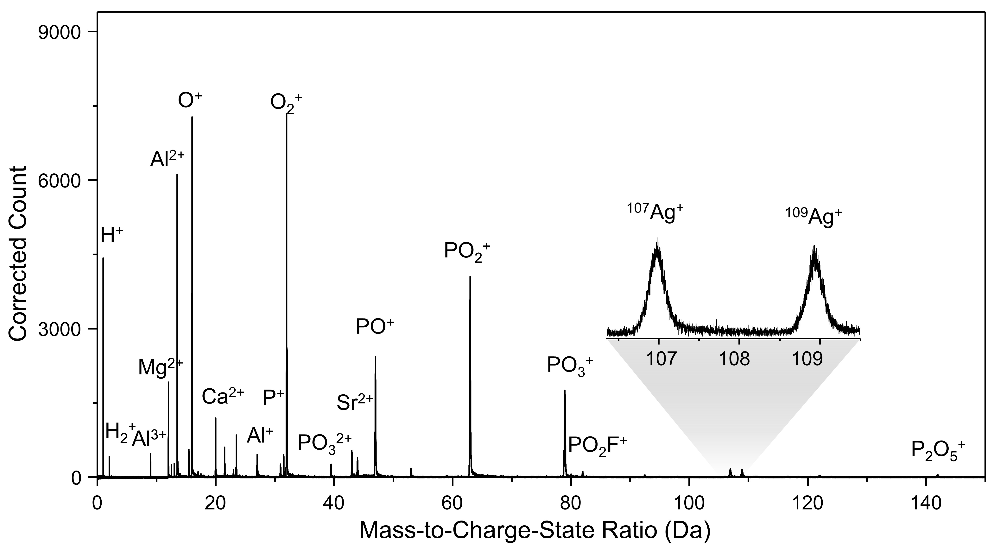 9000
6000
3000
0
Corrected Count
0 20 40 60 80 100 120 140
Mass-to-Charge-State Ratio (Da)
H⁺
H₂⁺
Al³⁺
Mg²⁺
Al²⁺
O⁺
Ca²⁺
Al⁺
P⁺
O₂⁺
PO₃²⁺
Sr²⁺
PO⁺
PO₂⁺
PO₃⁺
PO₂F⁺
¹⁰⁷Ag⁺
¹⁰⁹Ag⁺
107 108 109
P₂O₅⁺